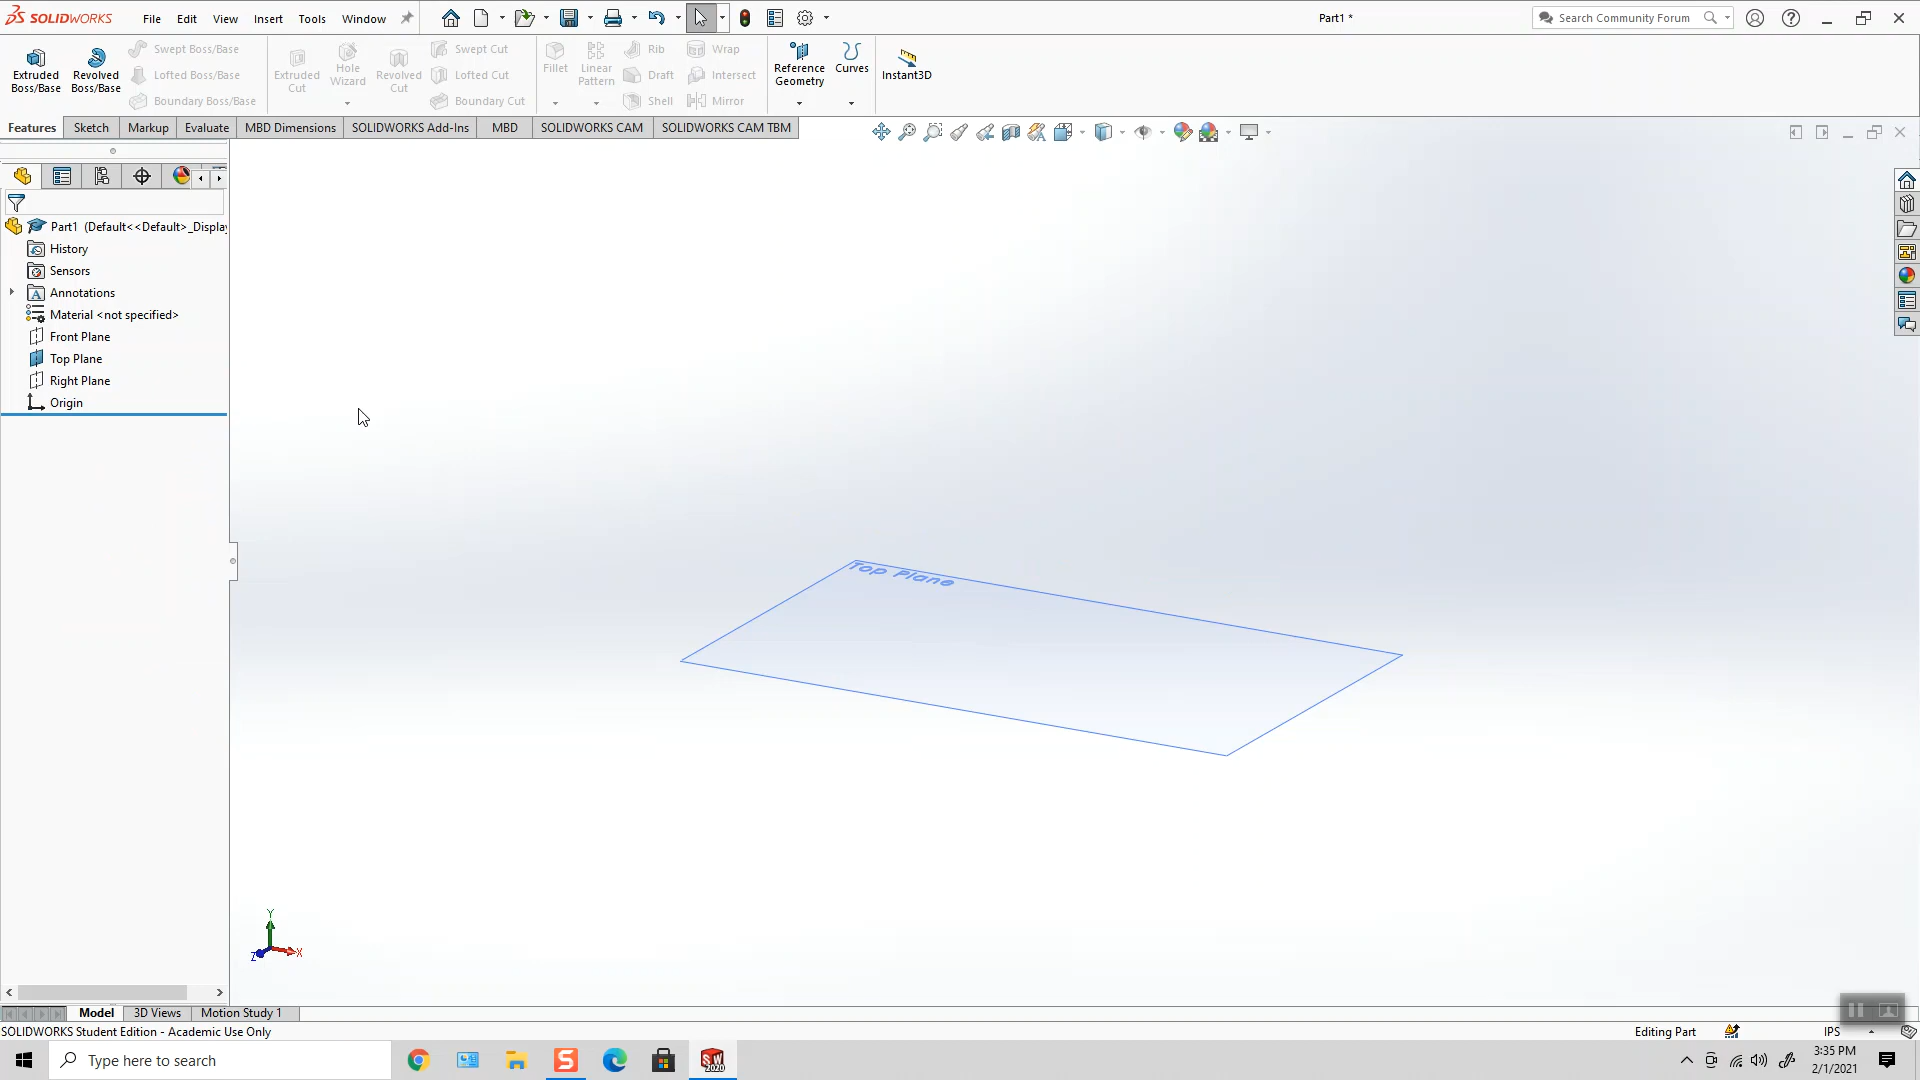 SOLIDWORKS File Edit View Insert Tools Window Part1 * Search Community Forum
Extruded Boss/Base
Revolved Boss/Base
Swept Boss/Base
Lofted Boss/Base
Boundary Boss/Base
Extruded Cut
Hole Wizard
Revolved Cut
Swept Cut
Lofted Cut
Boundary Cut
Fillet
Linear Pattern
Rib
Draft
Shell
Wrap
Intersect
Mirror
Reference Geometry
Curves
Instant3D
Features Sketch Markup Evaluate MBD Dimensions SOLIDWORKS Add-Ins MBD SOLIDWORKS CAM SOLIDWORKS CAM TBM
Part1 (Default<<Default>_Display
History
Sensors
Annotations
Material <not specified>
Front Plane
Top Plane
Right Plane
Origin
Top Plane
Y
Z X
Model 3D Views Motion Study 1
SOLIDWORKS Student Edition - Academic Use Only Editing Part IPS
Type here to search
3:35 PM
2/1/2021